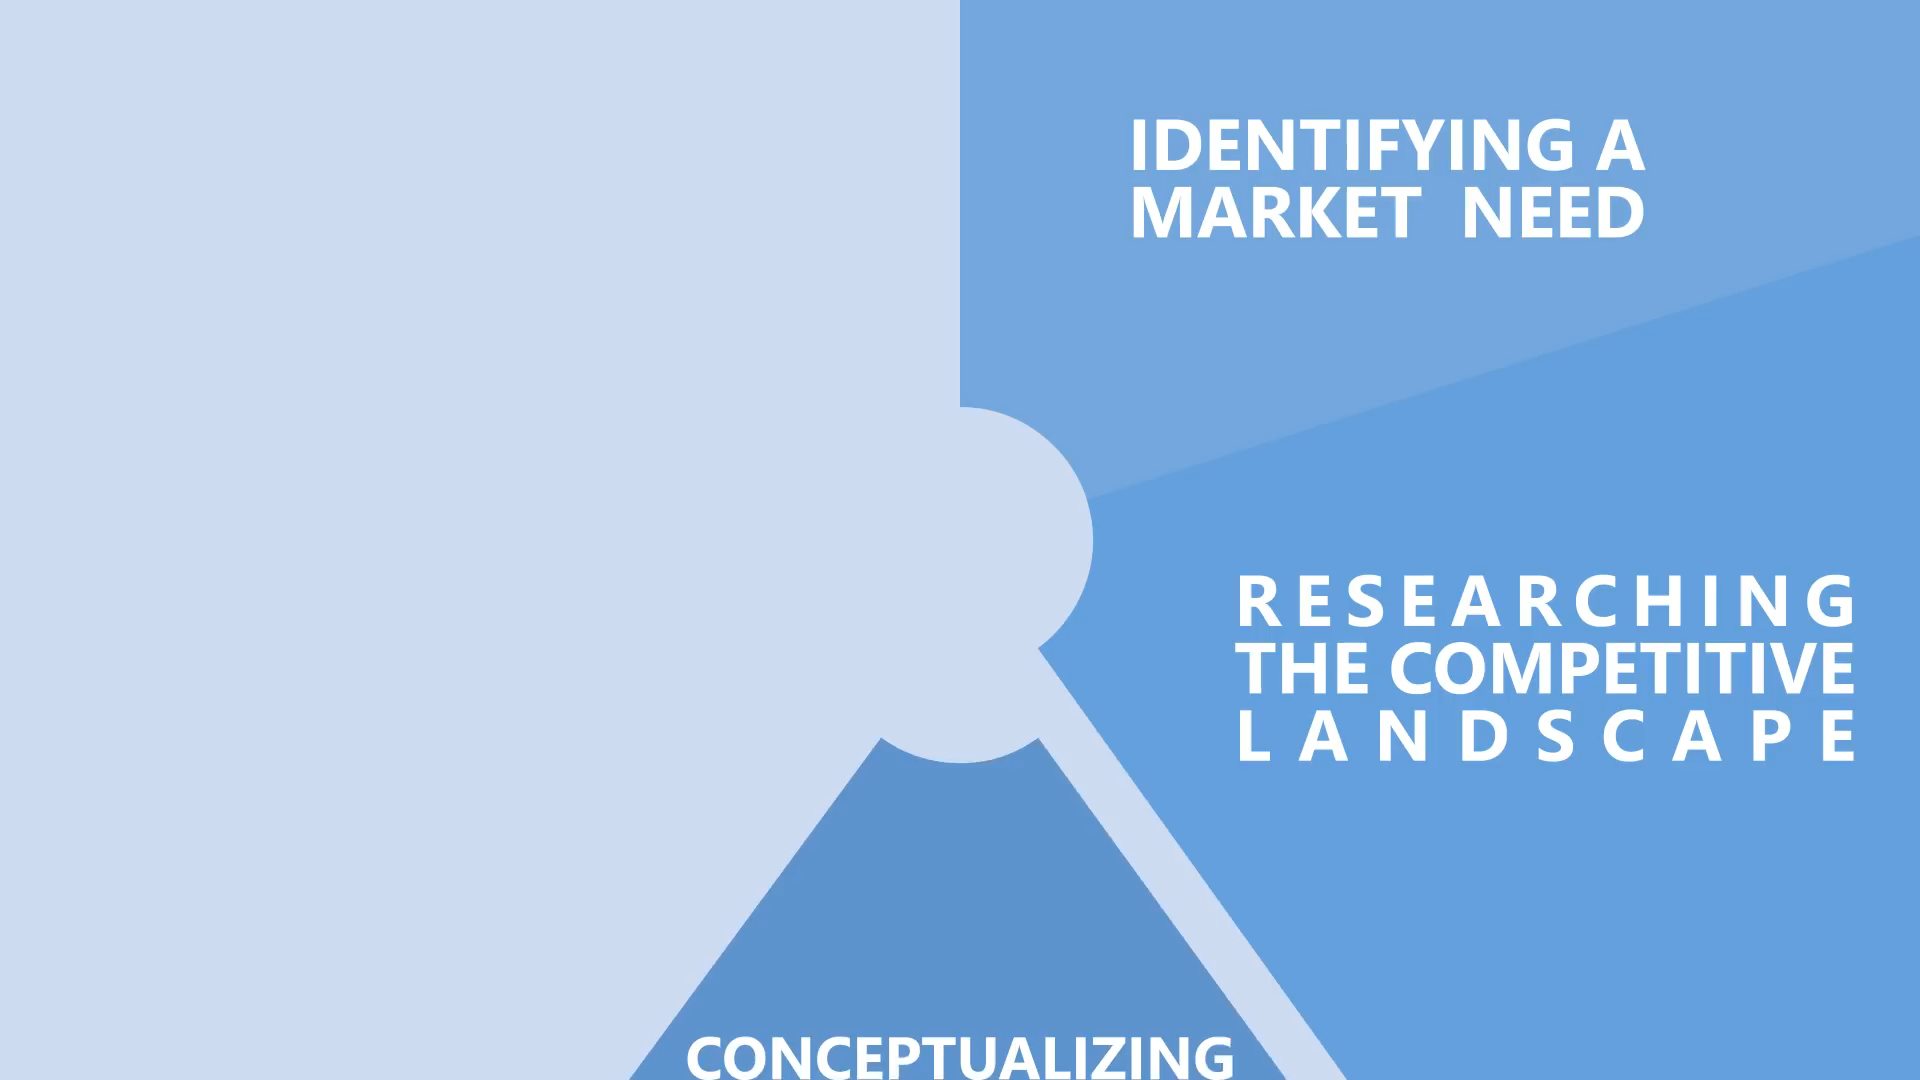 IDENTIFYING A
MARKET NEED
RESEARCHING
THE COMPETITIVE
LANDSCAPE
CONCEPTUALIZING